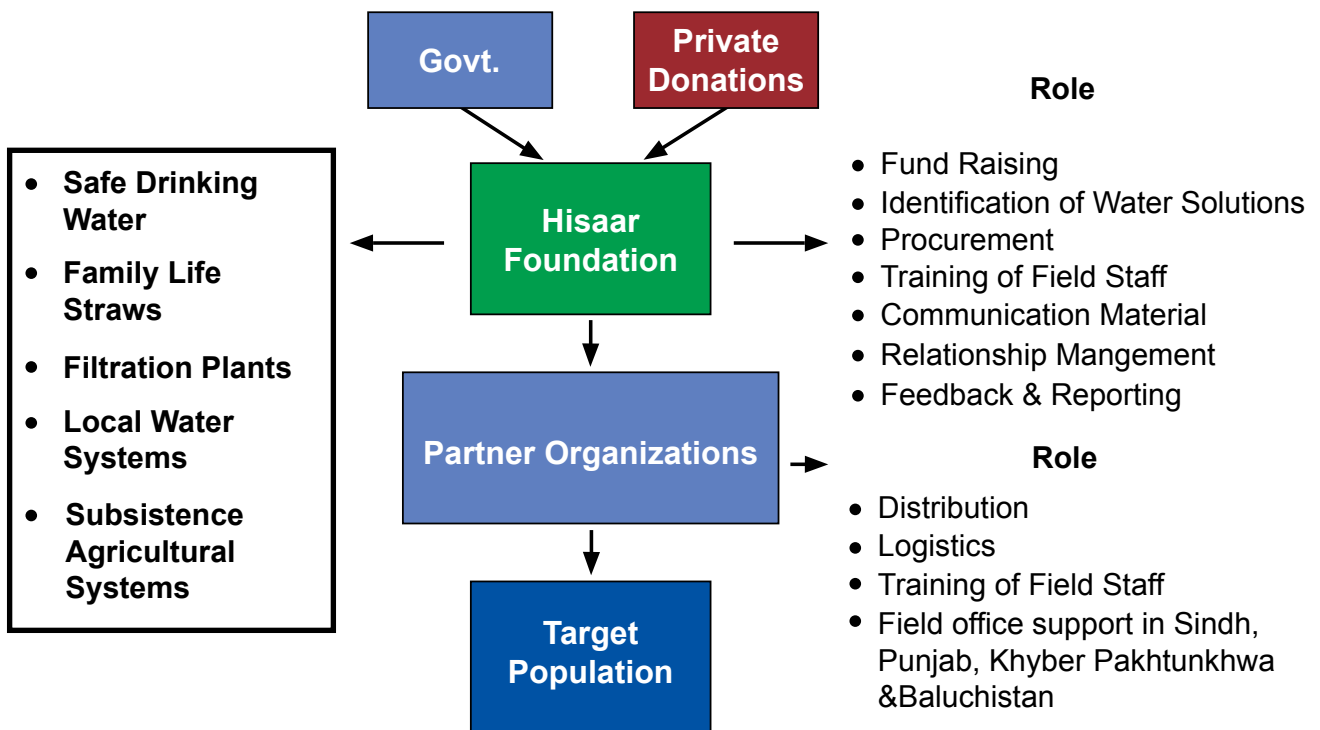 Govt.
Private
Donations
Hisaar
Foundation
Partner Organizations
Target
Population
• Safe Drinking
Water
• Family Life
Straws
• Filtration Plants
• Local Water
Systems
• Subsistence
Agricultural
Systems
Role
• Fund Raising
• Identification of Water Solutions
• Procurement
• Training of Field Staff
• Communication Material
• Relationship Mangement
• Feedback & Reporting
Role
• Distribution
• Logistics
• Training of Field Staff
• Field office support in Sindh,
Punjab, Khyber Pakhtunkhwa
&Baluchistan